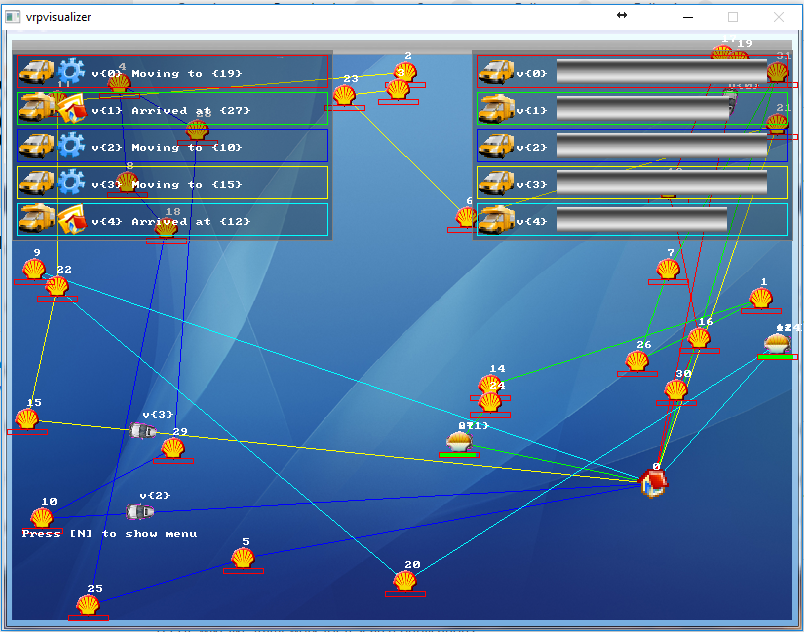 vrpvisualizer
v{0} Moving to {19}
v{1} Arrived at {27}
v{2} Moving to {10}
v{3} Moving to {15}
v{4} Arrived at {12}
v{0}
v{1}
v{2}
v{3}
v{4}
4
2
3
23
19
31
21
8
18
6
9
22
7
1
16
26
30
14
24
15
v{3}
29
0
v{2}
10
Press [N] to show menu
5
20
25